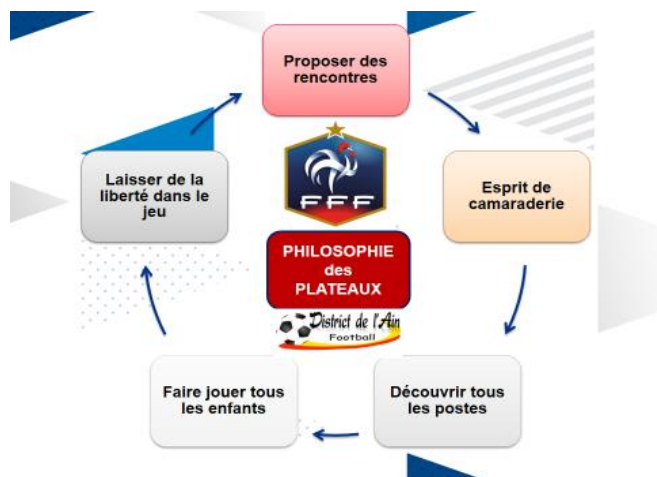 Proposer des
rencontres
Laisser de la
liberté dans le
jeu
FFF
Esprit de
camaraderie
PHILOSOPHIE
des
PLATEAUX
District de l'Ain
Football
Faire jouer tous
les enfants
Découvrir tous
les postes